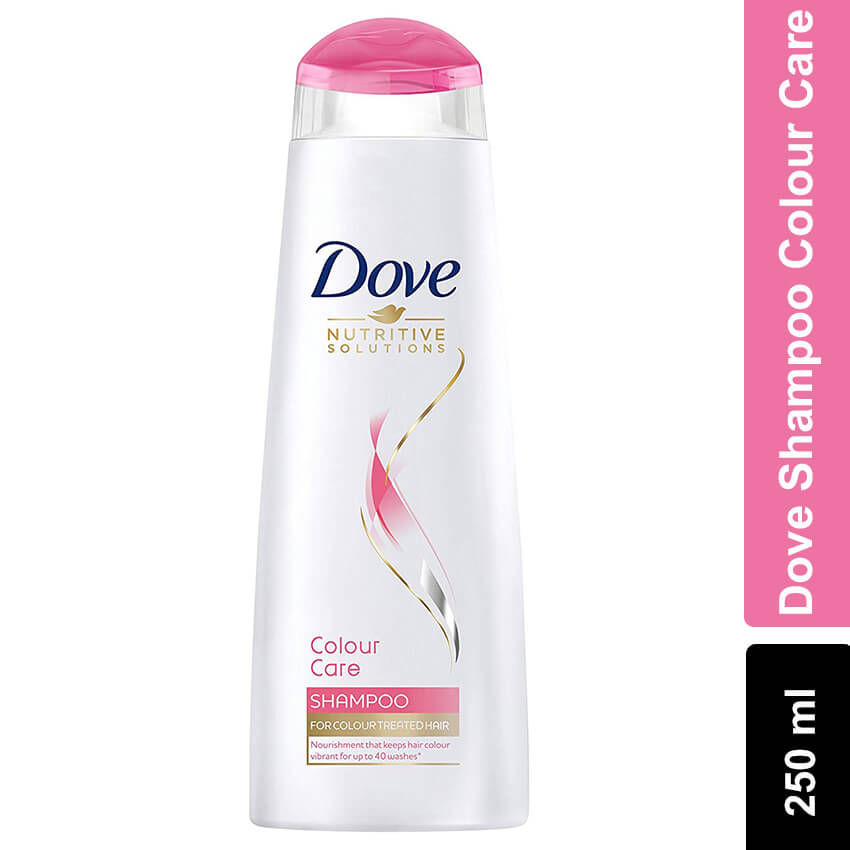 Dove
NUTRITIVE
SOLUTIONS
Colour
Care
SHAMPOO
FOR COLOUR TREATED HAIR
Nourishment that keeps hair colour
vibrant for up to 40 washes*
Dove Shampoo Colour Care
250 ml